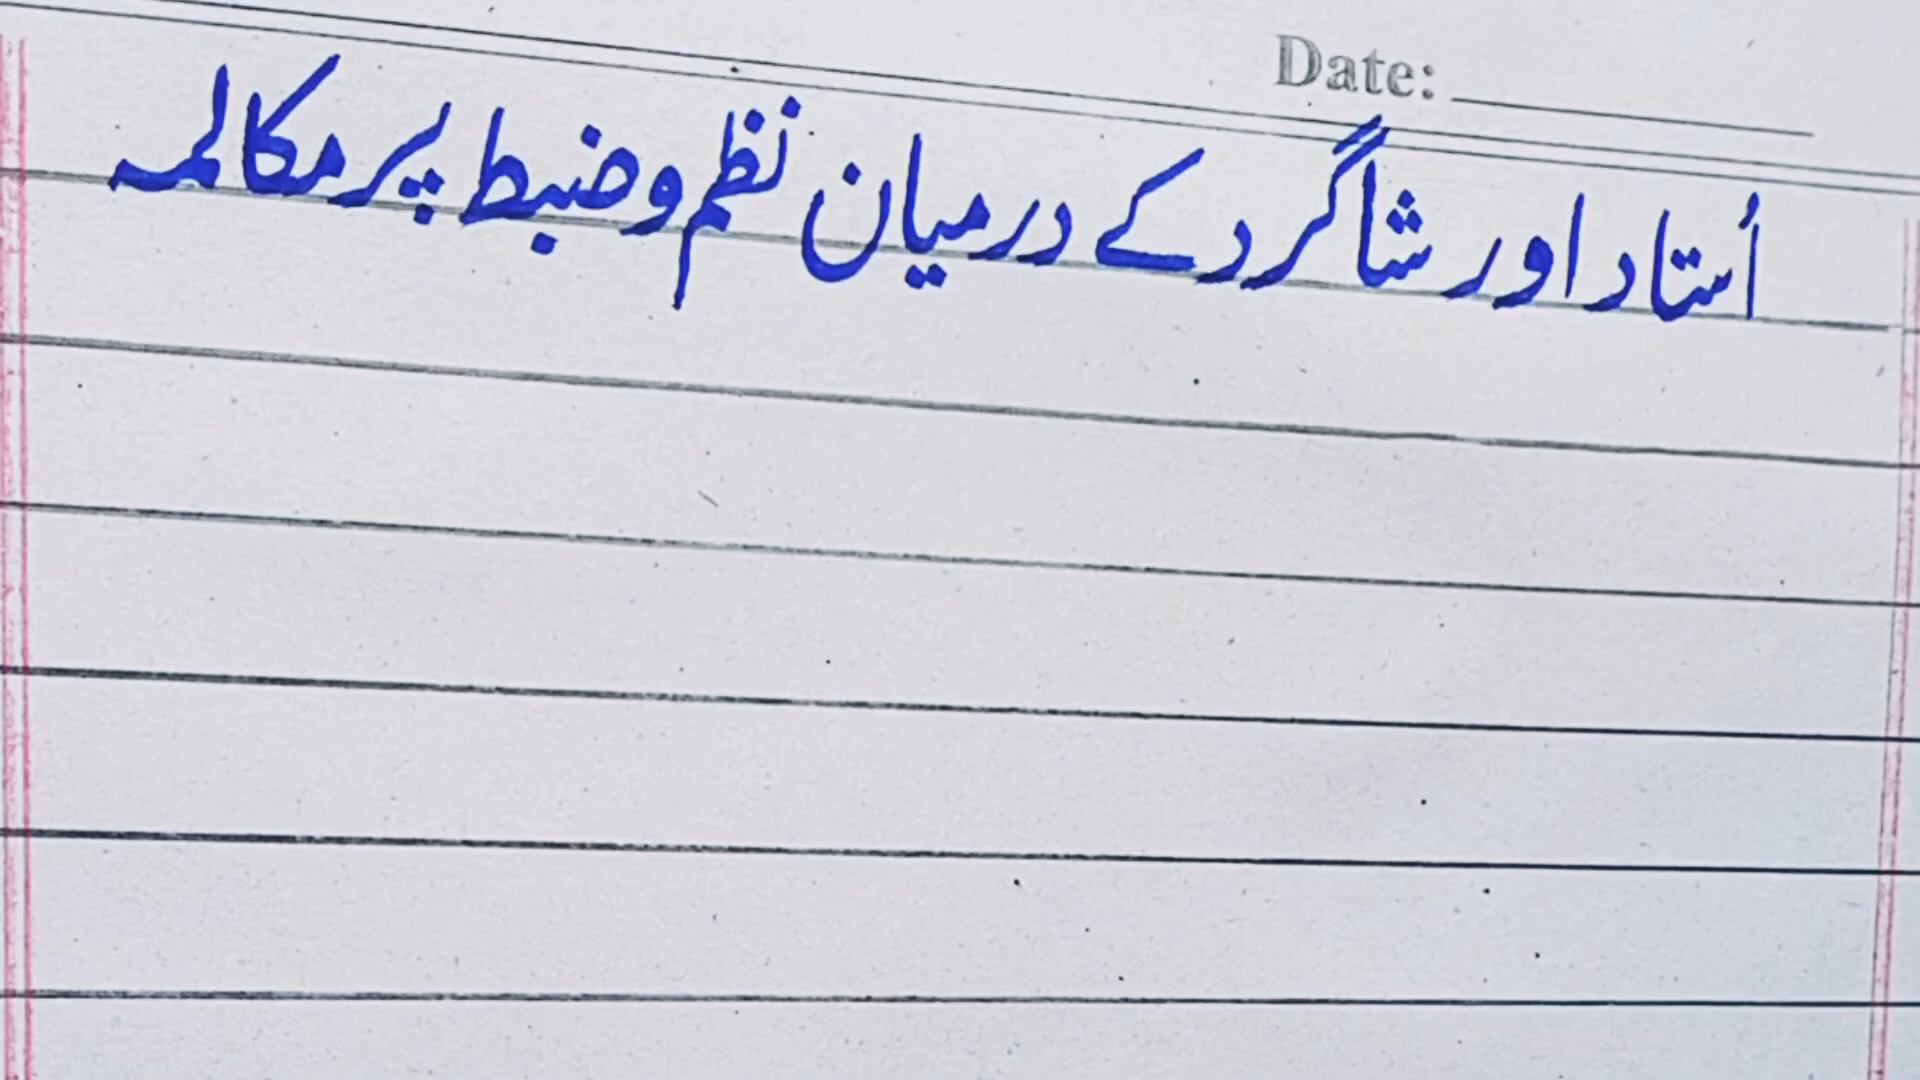 Date:
اُستاد اور شاگرد کے درمیان نظم و ضبط پر مکالمہ